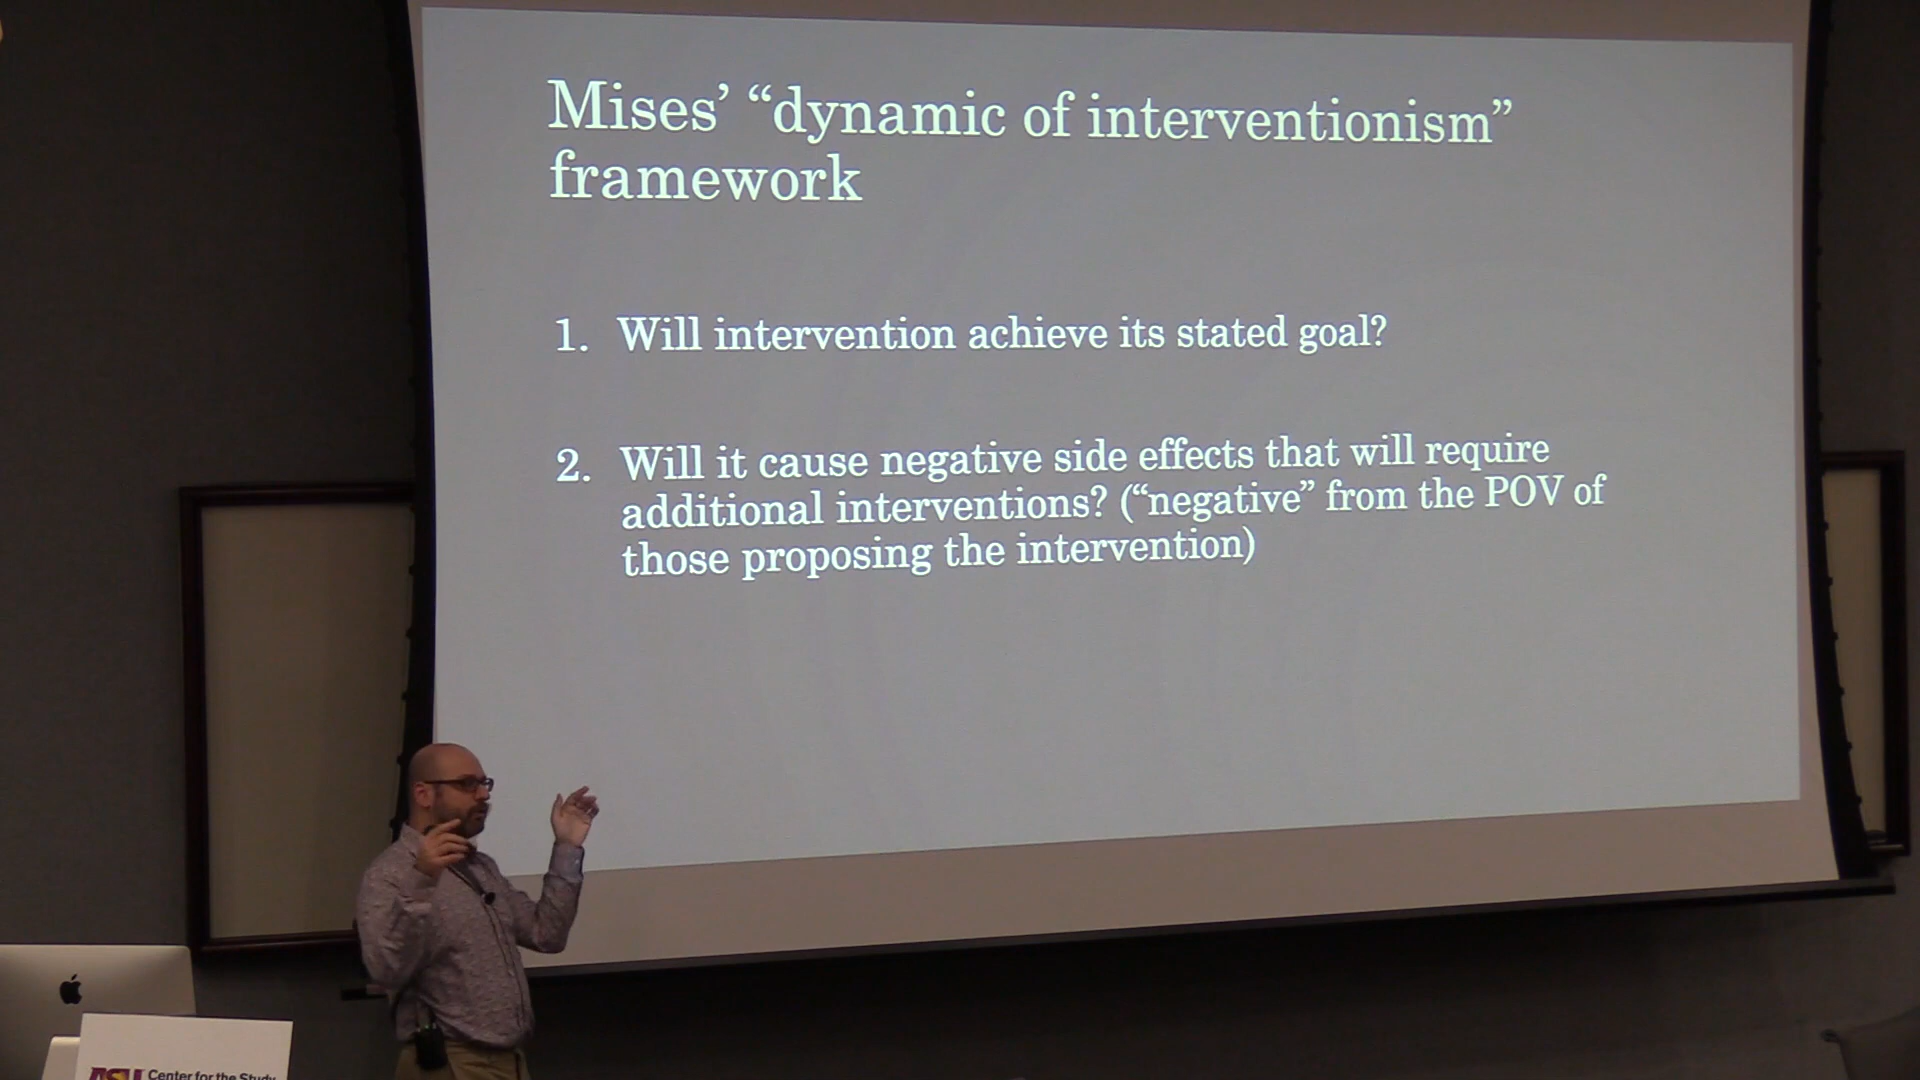 Mises’ “dynamic of interventionism”
framework
1. Will intervention achieve its stated goal?
2. Will it cause negative side effects that will require
additional interventions? (“negative” from the POV of
those proposing the intervention)
ASU Center for the Study